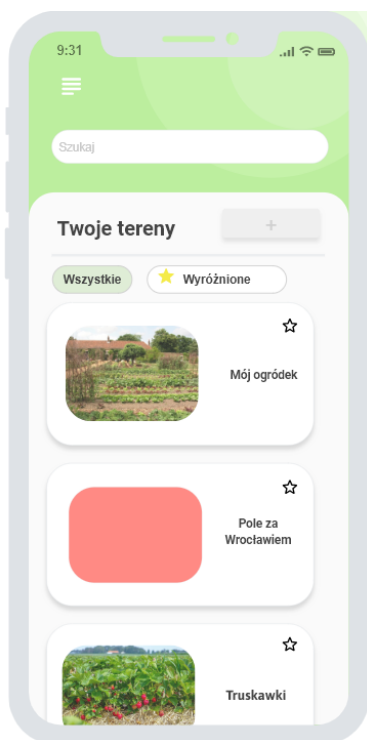 9:31
Szukaj
Twoje tereny
+
Wszystkie
Wyróżnione
Mój ogródek
Pole za
Wrocławiem
Truskawki